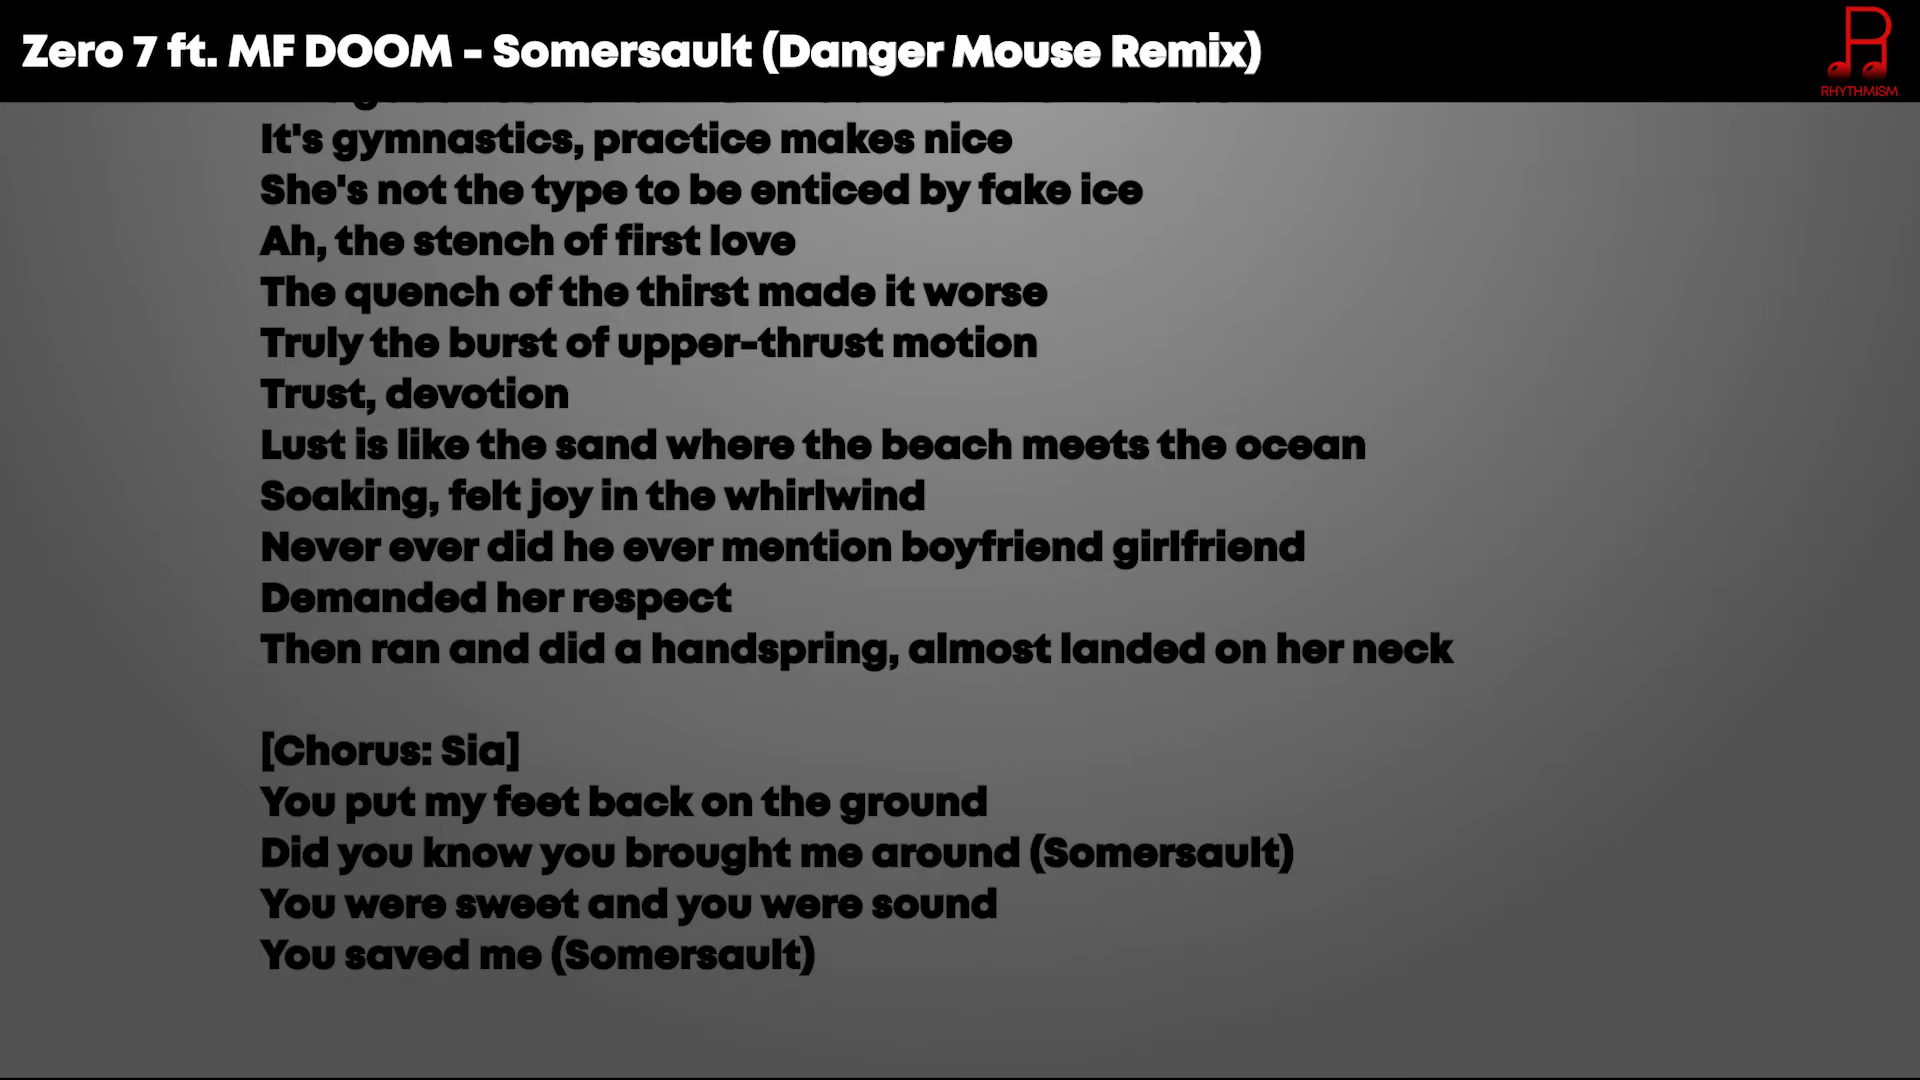 Zero 7 ft. MF DOOM - Somersault (Danger Mouse Remix)
RHYTHMISM
It's gymnastics, practice makes nice
She's not the type to be enticed by fake ice
Ah, the stench of first love
The quench of the thirst made it worse
Truly the burst of upper-thrust motion
Trust, devotion
Lust is like the sand where the beach meets the ocean
Soaking, felt joy in the whirlwind
Never ever did he ever mention boyfriend girlfriend
Demanded her respect
Then ran and did a handspring, almost landed on her neck
[Chorus: Sia]
You put my feet back on the ground
Did you know you brought me around (Somersault)
You were sweet and you were sound
You saved me (Somersault)